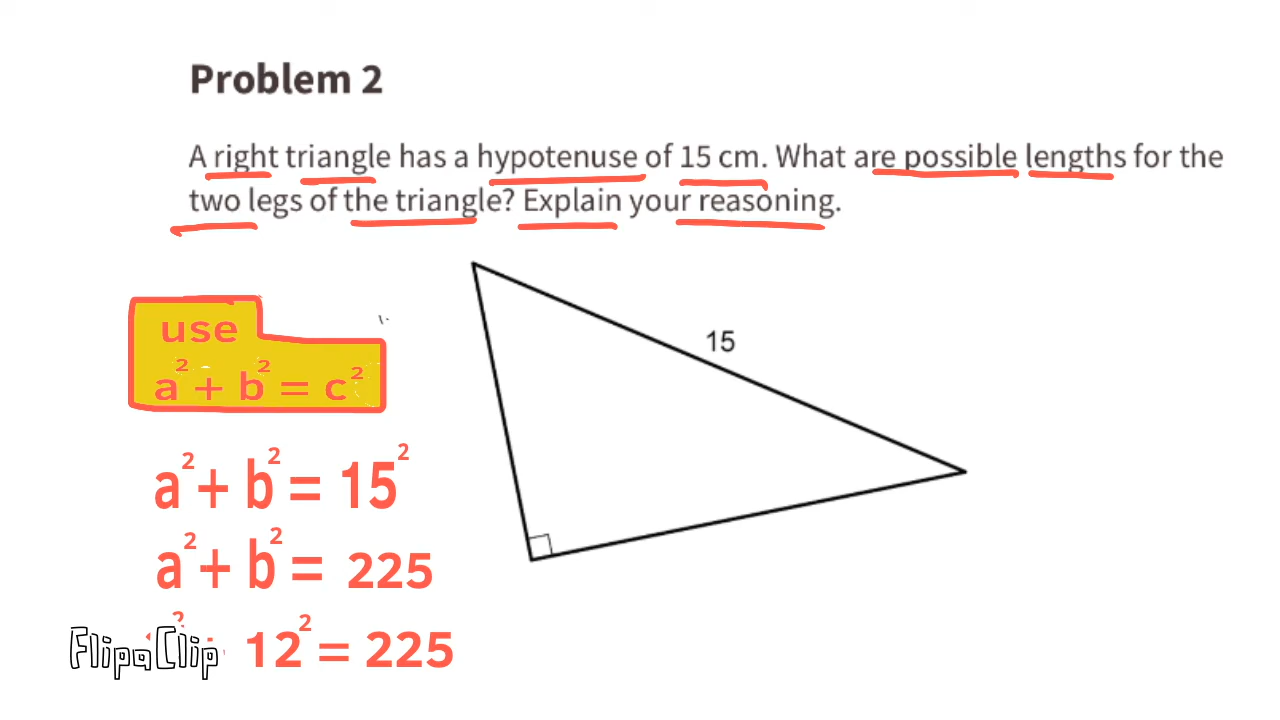 Problem 2
A right triangle has a hypotenuse of 15 cm. What are possible lengths for the
two legs of the triangle? Explain your reasoning.
15
use
a² + b² = c²
a² + b² = 15²
a² + b² = 225
² 12² = 225
FlipaClip